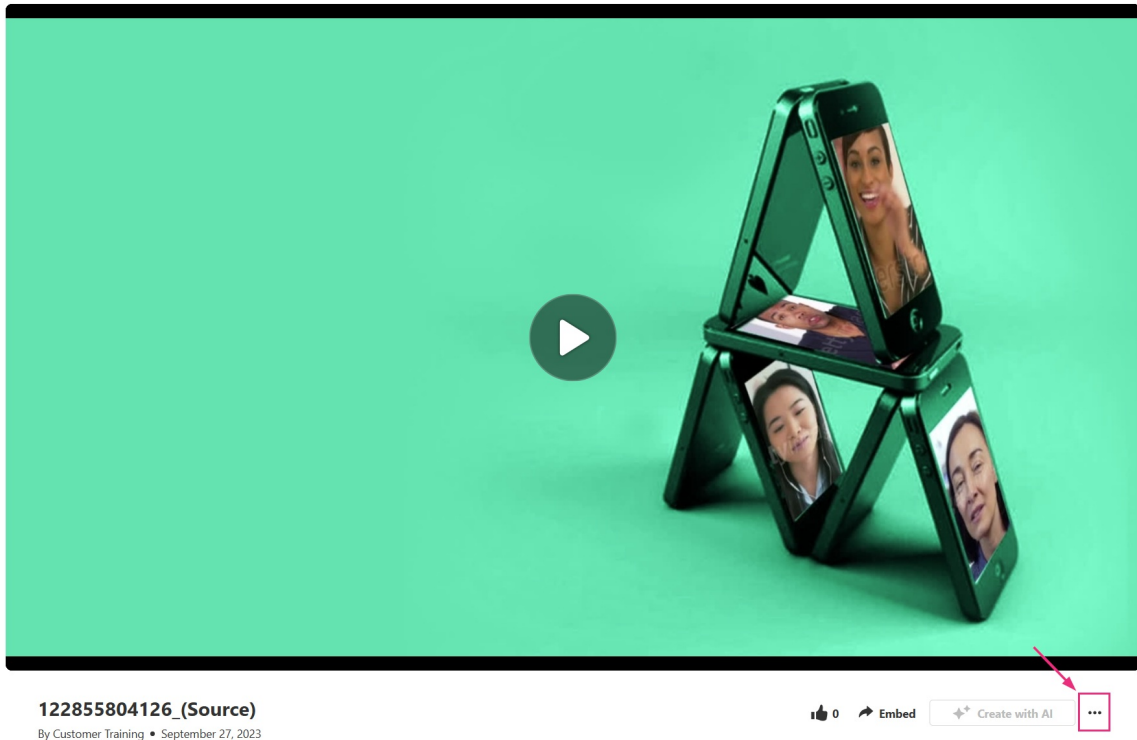 122855804126_(Source)
0 Embed Create with AI
By Customer Training • September 27, 2023